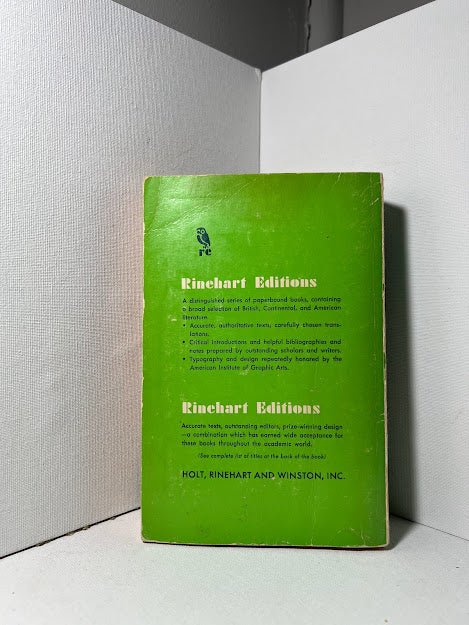 re
Rinehart Editions
A distinguished series of paperbound books, containing
a broad selection of British, Continental, and American
literature.
• Accurate, authoritative texts, carefully chosen trans-
lations.
• Critical introductions and helpful bibliographies and
notes prepared by outstanding scholars and writers.
• Typography and design repeatedly honored by the
American Institute of Graphic Arts.
Rinehart Editions
Accurate texts, outstanding editors, prize-winning design
—a combination which has earned wide acceptance for
these books throughout the academic world.
(See complete list of titles at the back of the book)
HOLT, RINEHART AND WINSTON, INC.